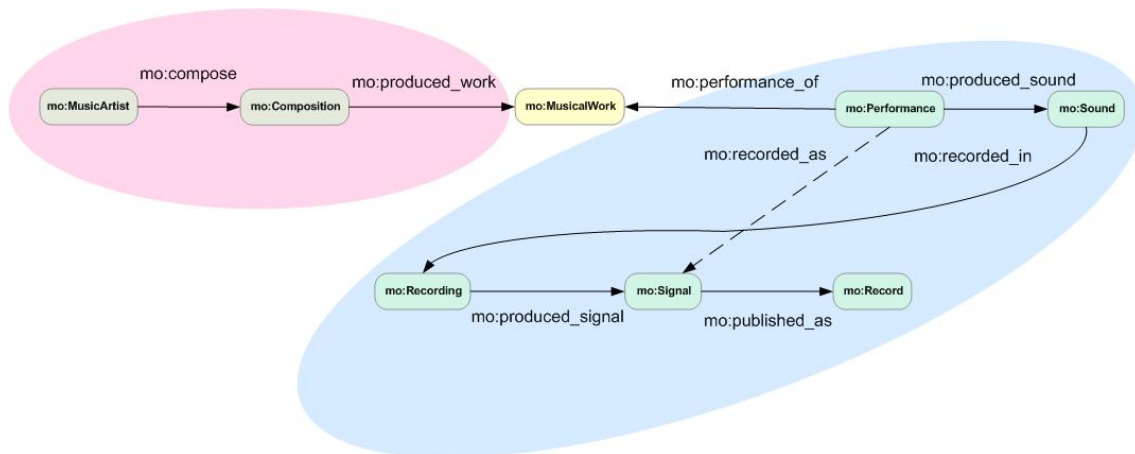 mo:compose
mo:produced_work
mo:performance_of
mo:produced_sound
mo:MusicArtist
mo:Composition
mo:MusicalWork
mo:Performance
mo:Sound
mo:recorded_as
mo:recorded_in
mo:Recording
mo:Signal
mo:Record
mo:produced_signal
mo:published_as